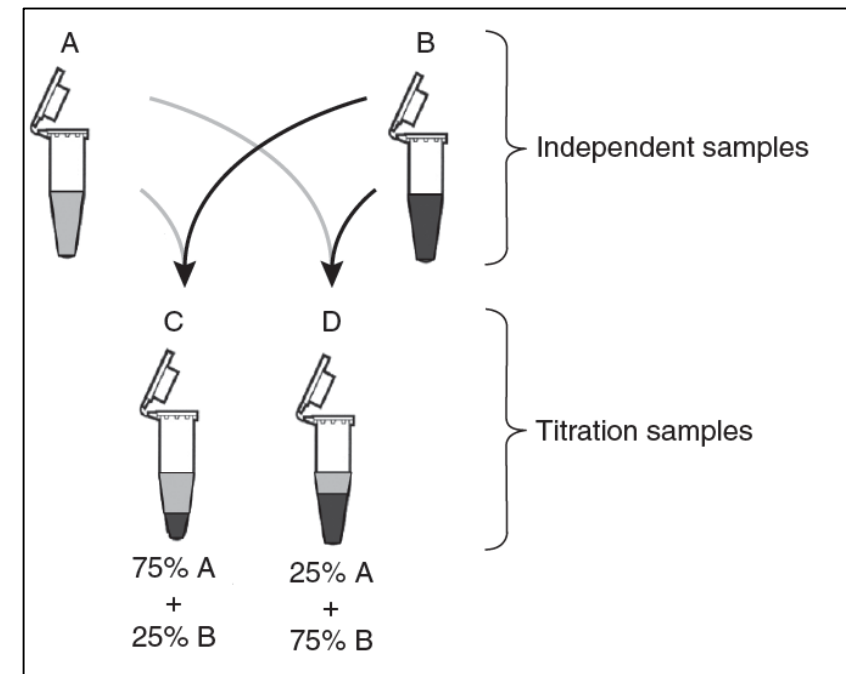 A
B
Independent samples
C
D
Titration samples
75% A
+
25% B
25% A
+
75% B